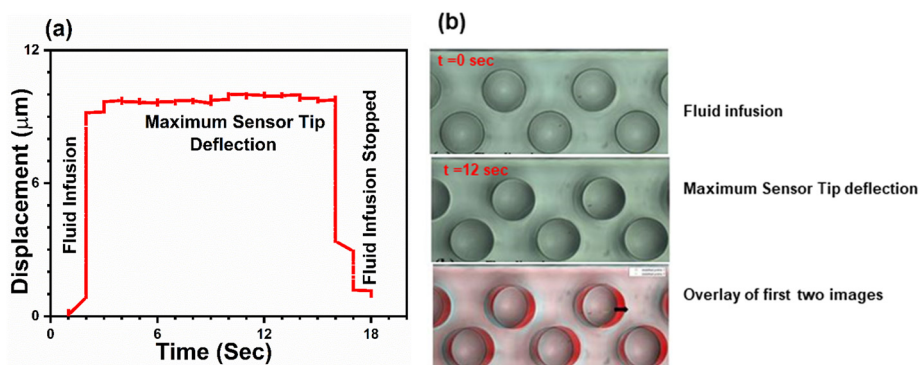 (a)
12
6
0
0
6
12
18
Displacement (μm)
Time (Sec)
Fluid Infusion
Maximum Sensor Tip
Deflection
Fluid Infusion Stopped
(b)
t =0 sec
Fluid infusion
t =12 sec
Maximum Sensor Tip deflection
Overlay of first two images